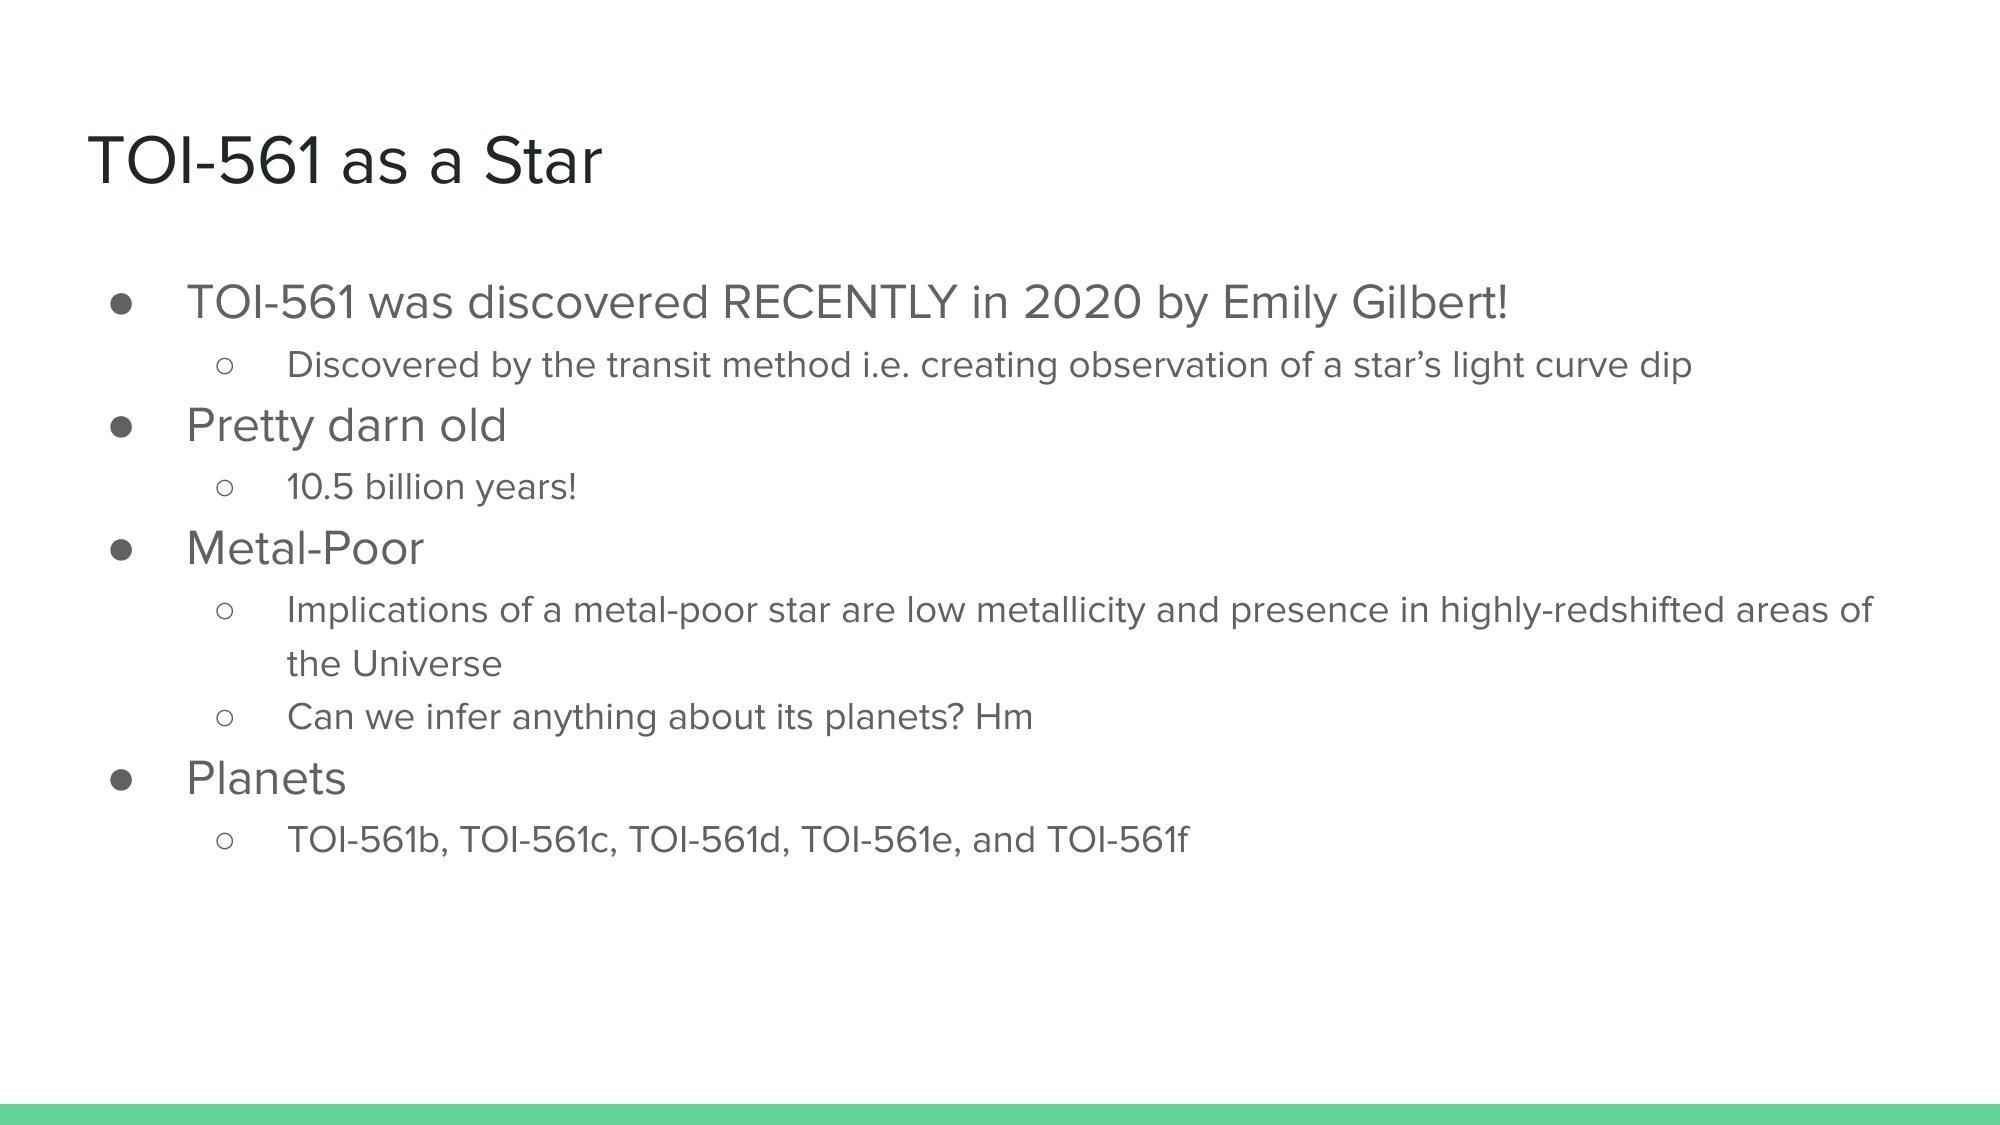 TOI-561 as a Star
● TOI-561 was discovered RECENTLY in 2020 by Emily Gilbert!
○ Discovered by the transit method i.e. creating observation of a star’s light curve dip
● Pretty darn old
○ 10.5 billion years!
● Metal-Poor
○ Implications of a metal-poor star are low metallicity and presence in highly-redshifted areas of
the Universe
○ Can we infer anything about its planets? Hm
● Planets
○ TOI-561b, TOI-561c, TOI-561d, TOI-561e, and TOI-561f